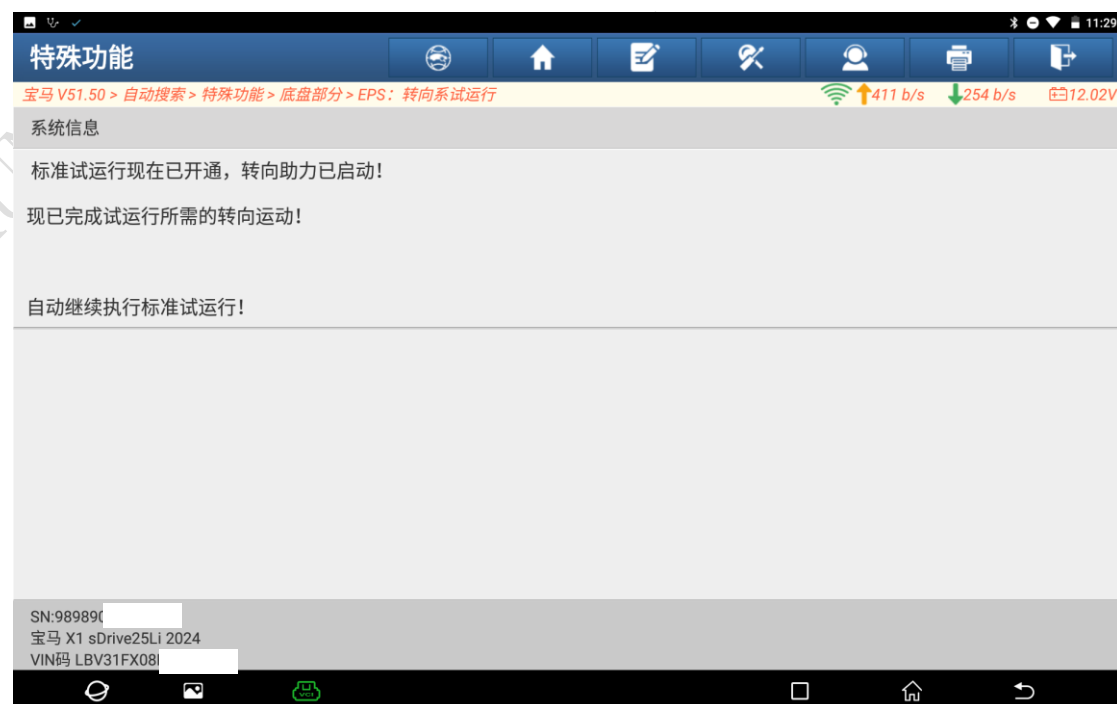 11:29
特殊功能
宝马 V51.50 > 自动搜索 > 特殊功能 > 底盘部分 > EPS：转向系试运行
411 b/s
254 b/s
12.02V
系统信息
标准试运行现在已开通，转向助力已启动！
现已完成试运行所需的转向运动！
自动继续执行标准试运行！
SN:989890
宝马 X1 sDrive25Li 2024
VIN码 LBV31FX08
VCI